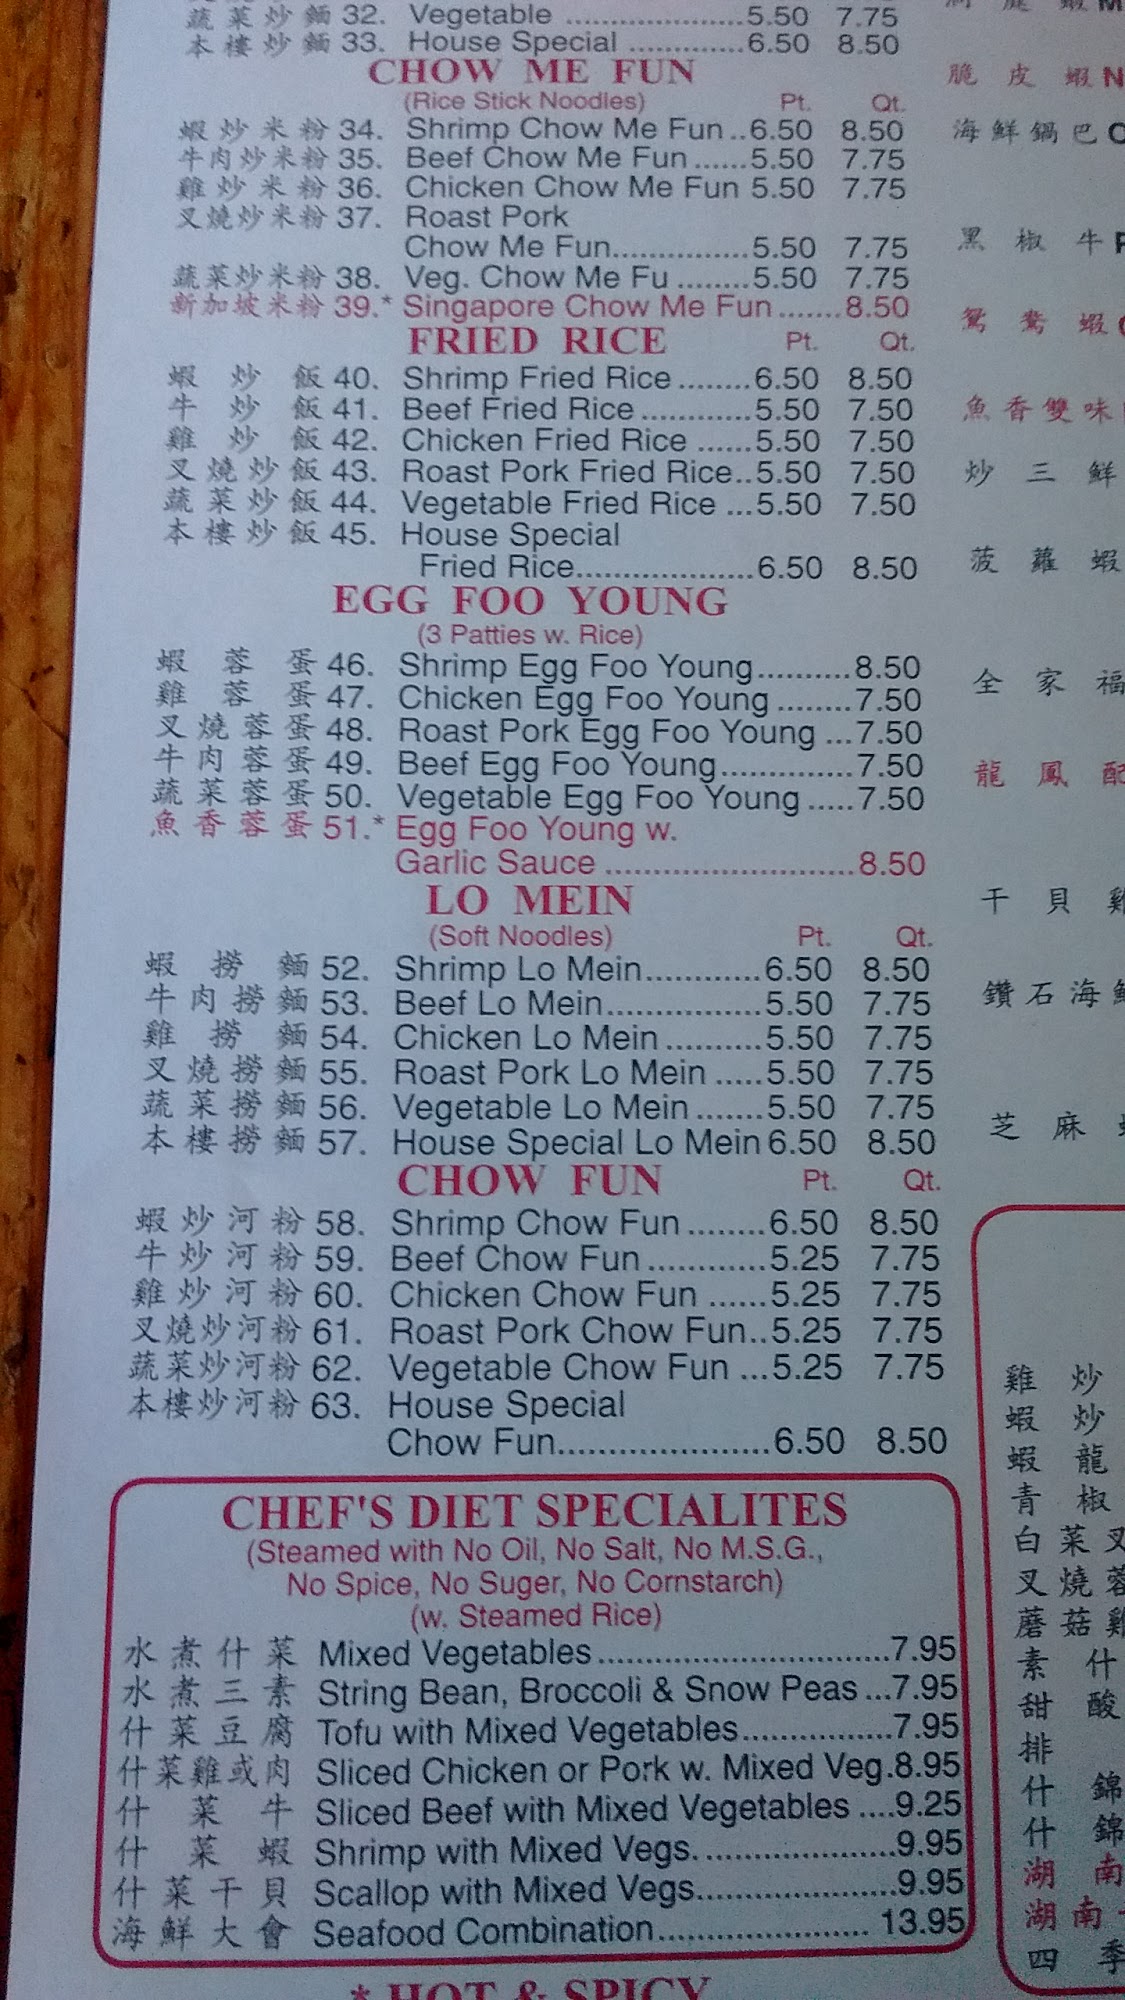 蔬菜炒麵 32. Vegetable ...................5.50 7.75
本樓炒麵 33. House Special ............6.50 8.50
CHOW ME FUN
(Rice Stick Noodles) Pt. Qt.
蝦炒米粉 34. Shrimp Chow Me Fun..6.50 8.50
牛肉炒米粉 35. Beef Chow Me Fun ......5.50 7.75
雞炒米粉 36. Chicken Chow Me Fun 5.50 7.75
叉燒炒米粉 37. Roast Pork
Chow Me Fun...............5.50 7.75
蔬菜炒米粉 38. Veg. Chow Me Fu ........5.50 7.75
新加坡米粉 39.* Singapore Chow Me Fun .......8.50
FRIED RICE Pt. Qt.
蝦炒飯 40. Shrimp Fried Rice ........6.50 8.50
牛炒飯 41. Beef Fried Rice ............5.50 7.50
雞炒飯 42. Chicken Fried Rice ......5.50 7.50
叉燒炒飯 43. Roast Pork Fried Rice..5.50 7.50
蔬菜炒飯 44. Vegetable Fried Rice ...5.50 7.50
本樓炒飯 45. House Special
Fried Rice...................6.50 8.50
EGG FOO YOUNG
(3 Patties w. Rice)
蝦蓉蛋 46. Shrimp Egg Foo Young..........8.50
雞蓉蛋 47. Chicken Egg Foo Young ........7.50
叉燒蓉蛋 48. Roast Pork Egg Foo Young ...7.50
牛肉蓉蛋 49. Beef Egg Foo Young..............7.50
蔬菜蓉蛋 50. Vegetable Egg Foo Young .....7.50
魚香蓉蛋 51.* Egg Foo Young w.
Garlic Sauce ..........................8.50
LO MEIN
(Soft Noodles) Pt. Qt.
蝦撈麵 52. Shrimp Lo Mein............6.50 8.50
牛肉撈麵 53. Beef Lo Mein................5.50 7.75
雞撈麵 54. Chicken Lo Mein ..........5.50 7.75
叉燒撈麵 55. Roast Pork Lo Mein .....5.50 7.75
蔬菜撈麵 56. Vegetable Lo Mein .......5.50 7.75
本樓撈麵 57. House Special Lo Mein 6.50 8.50
CHOW FUN Pt. Qt.
蝦炒河粉 58. Shrimp Chow Fun ........6.50 8.50
牛炒河粉 59. Beef Chow Fun ............5.25 7.75
雞炒河粉 60. Chicken Chow Fun ......5.25 7.75
叉燒炒河粉 61. Roast Pork Chow Fun..5.25 7.75
蔬菜炒河粉 62. Vegetable Chow Fun ...5.25 7.75
本樓炒河粉 63. House Special
Chow Fun......................6.50 8.50
CHEF'S DIET SPECIALITES
(Steamed with No Oil, No Salt, No M.S.G.,
No Spice, No Suger, No Cornstarch)
(w. Steamed Rice)
水煮什菜 Mixed Vegetables..............................7.95
水煮三素 String Bean, Broccoli & Snow Peas ...7.95
什菜豆腐 Tofu with Mixed Vegetables................7.95
什菜雞或肉 Sliced Chicken or Pork w. Mixed Veg.8.95
什菜牛 Sliced Beef with Mixed Vegetables ....9.25
什菜蝦 Shrimp with Mixed Vegs.....................9.95
什菜干貝 Scallop with Mixed Vegs.....................9.95
海鮮大會 Seafood Combination...................... 13.95
* HOT & SPICY
脆皮蝦 N
海鮮鍋巴
黑椒牛
鴛鴦蝦
魚香雙味
炒三鮮
菠蘿蝦
全家福
龍鳳配
干貝雞
鑽石海鮮
芝麻
雞炒
蝦炒
蝦龍
青椒
白菜叉
叉燒蓉
蘑菇雞
素什
甜酸
排
什錦
什錦
湖南
湖南
四季